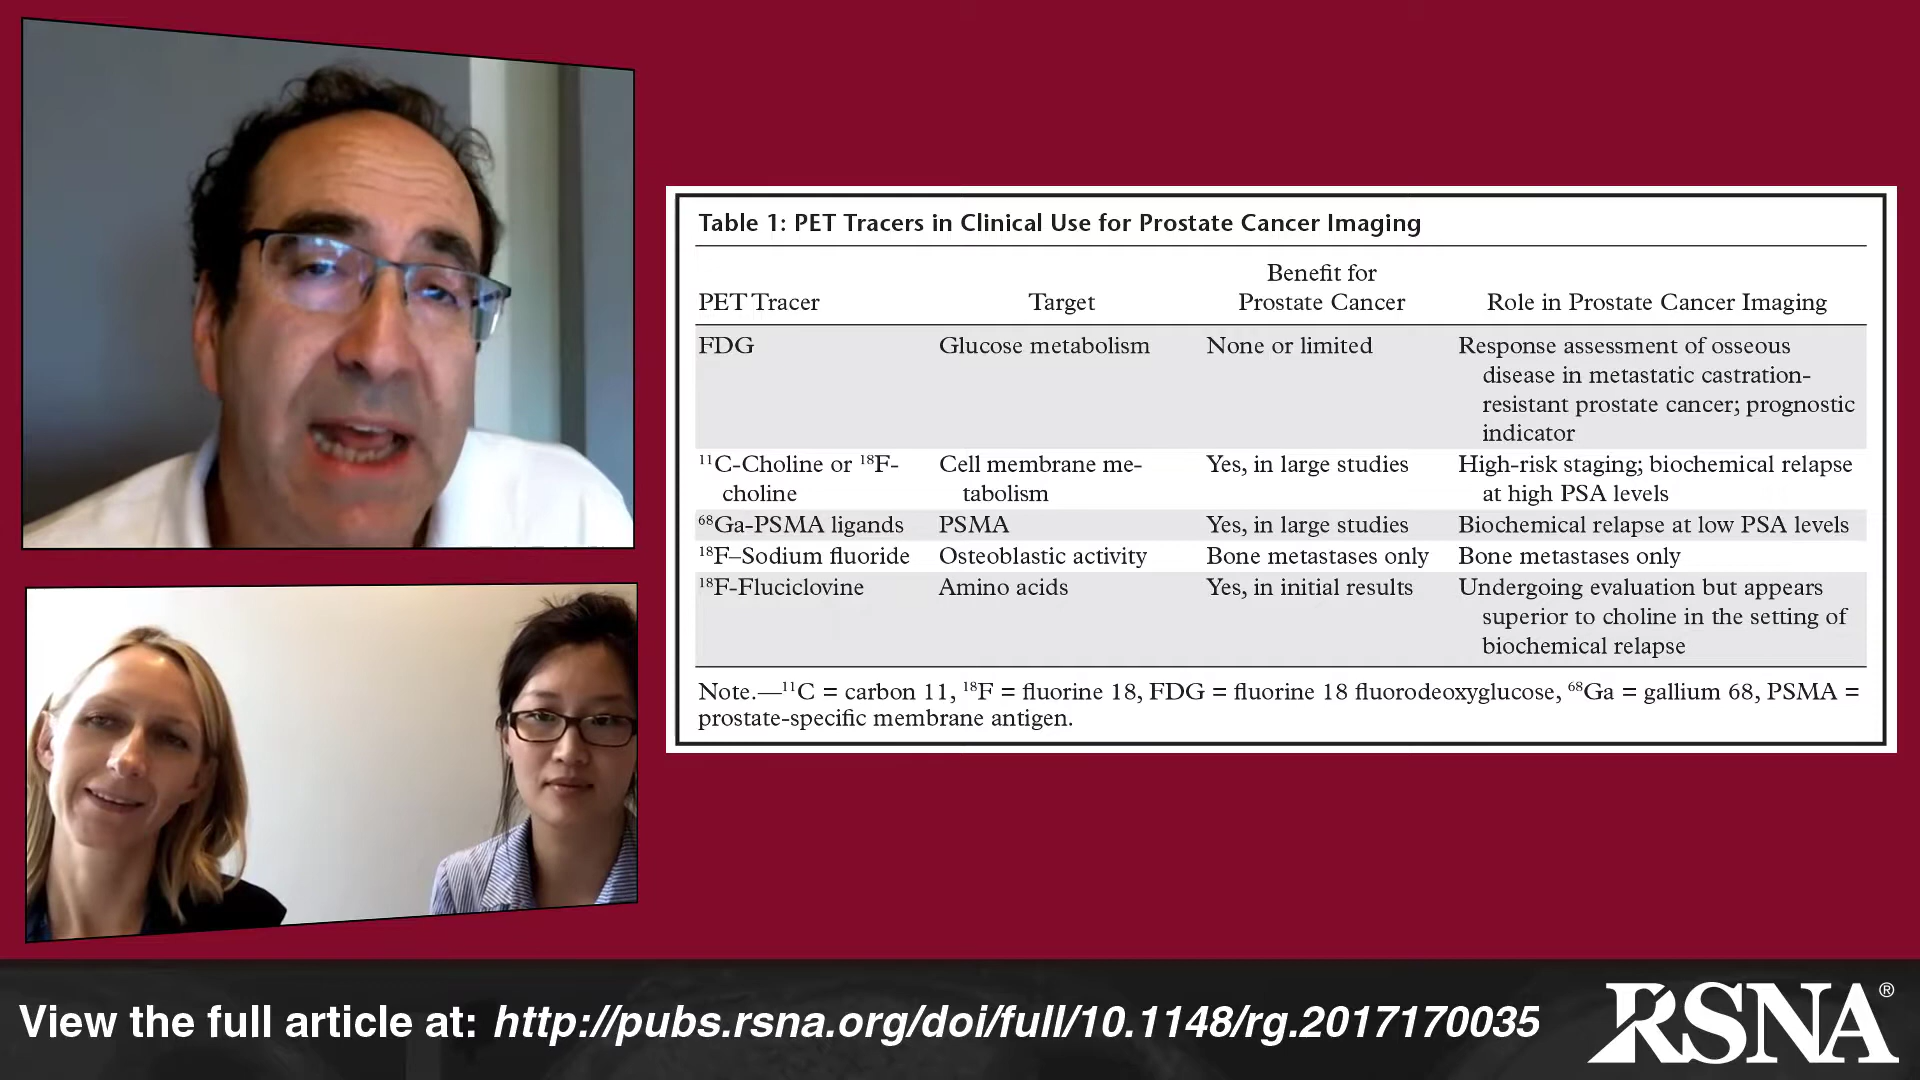 Table 1: PET Tracers in Clinical Use for Prostate Cancer Imaging
PET Tracer
Target
Benefit for
Prostate Cancer
Role in Prostate Cancer Imaging
FDG
Glucose metabolism
None or limited
Response assessment of osseous
disease in metastatic castration-
resistant prostate cancer; prognostic
indicator
¹¹C-Choline or ¹⁸F-
choline
Cell membrane me-
tabolism
Yes, in large studies
High-risk staging; biochemical relapse
at high PSA levels
⁶⁸Ga-PSMA ligands
PSMA
Yes, in large studies
Biochemical relapse at low PSA levels
¹⁸F–Sodium fluoride
Osteoblastic activity
Bone metastases only
Bone metastases only
¹⁸F-Fluciclovine
Amino acids
Yes, in initial results
Undergoing evaluation but appears
superior to choline in the setting of
biochemical relapse
Note.—¹¹C = carbon 11, ¹⁸F = fluorine 18, FDG = fluorine 18 fluorodeoxyglucose, ⁶⁸Ga = gallium 68, PSMA =
prostate-specific membrane antigen.
View the full article at: http://pubs.rsna.org/doi/full/10.1148/rg.2017170035
RSNA®